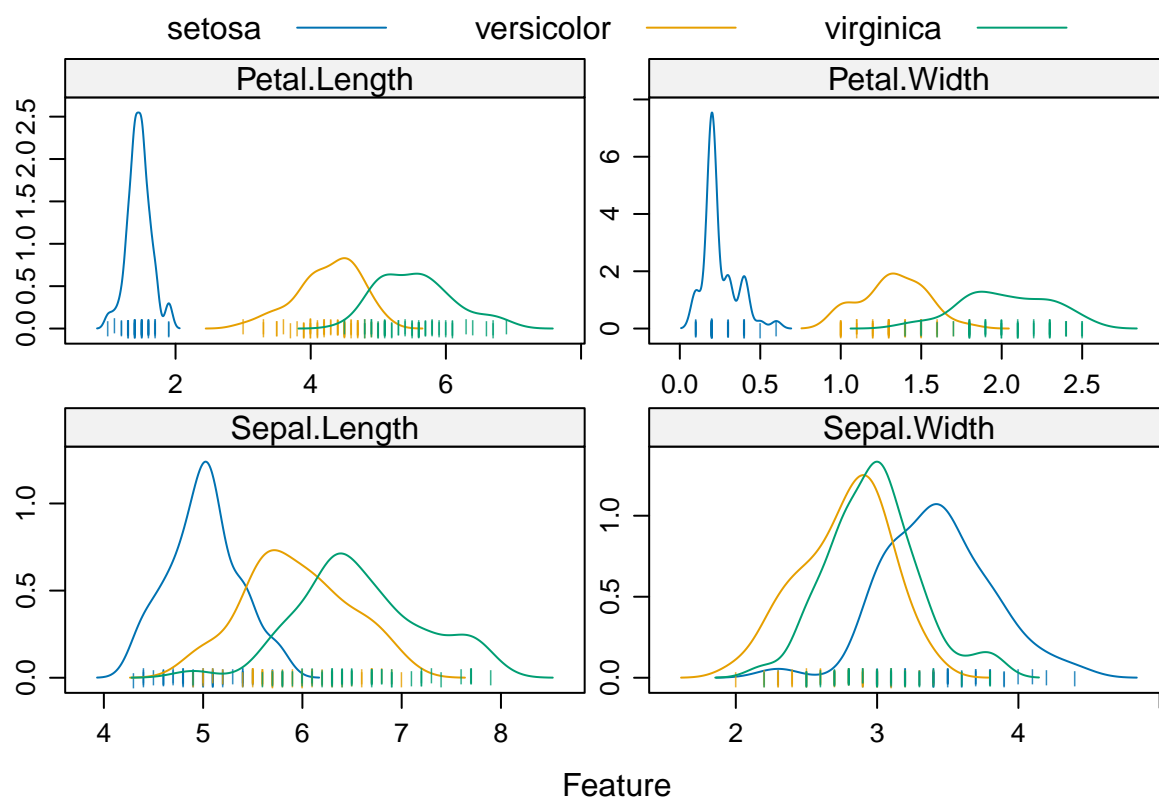 setosa versicolor virginica
Petal.Length Petal.Width
0.0 0.5 1.0 1.5 2.0 2.5
0 2 4 6
2 4 6
0.0 0.5 1.0 1.5 2.0 2.5
Sepal.Length Sepal.Width
0.0 0.5 1.0
0.0 0.5 1.0
4 5 6 7 8
2 3 4
Feature